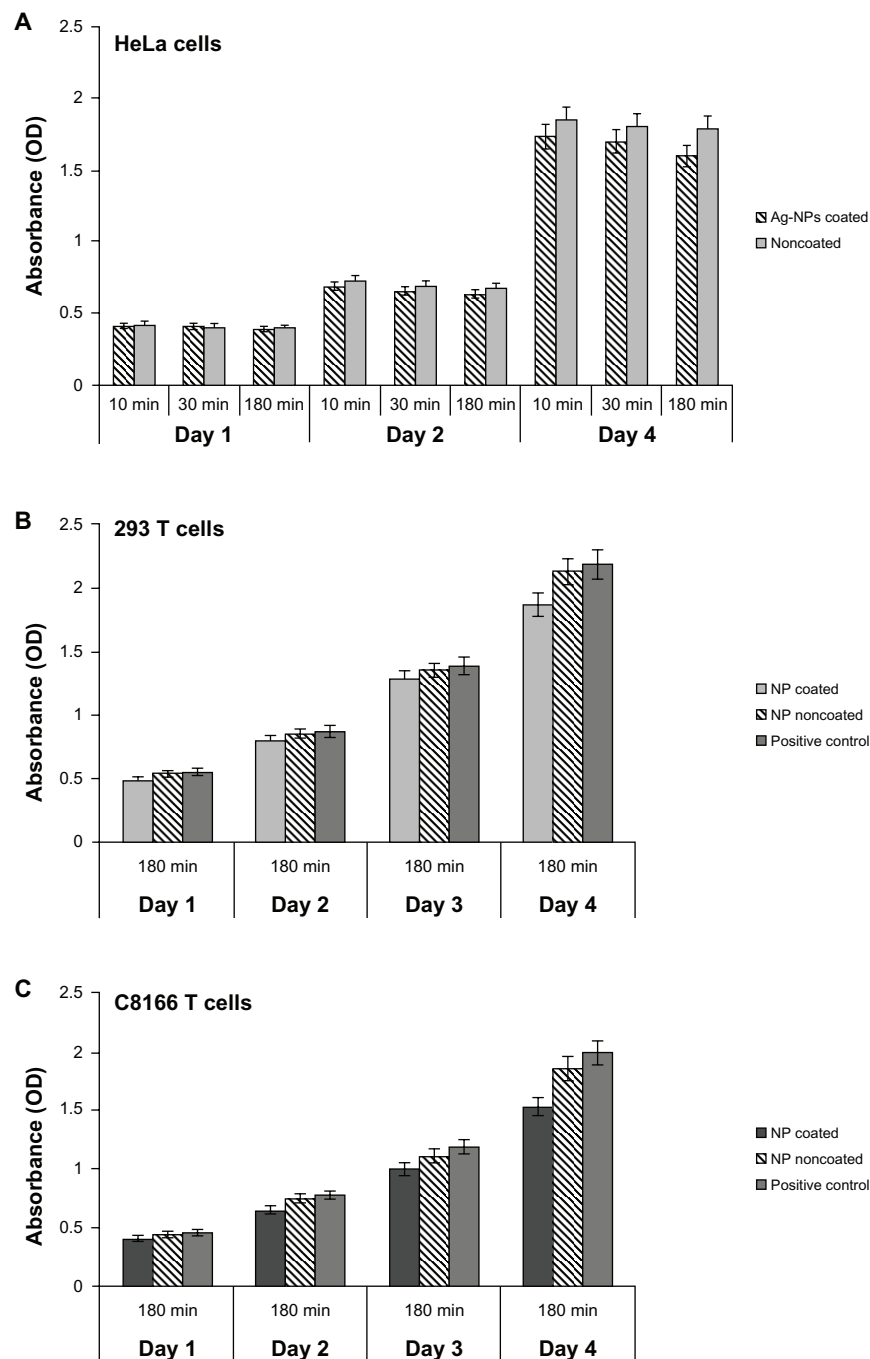 A
HeLa cells
Absorbance (OD)
2.5
2
1.5
1
0.5
0
10 min 30 min 180 min 10 min 30 min 180 min 10 min 30 min 180 min
Day 1 Day 2 Day 4
Ag-NPs coated
Noncoated
B
293 T cells
Absorbance (OD)
2.5
2
1.5
1
0.5
0
180 min 180 min 180 min 180 min
Day 1 Day 2 Day 3 Day 4
NP coated
NP noncoated
Positive control
C
C8166 T cells
Absorbance (OD)
2.5
2
1.5
1
0.5
0
180 min 180 min 180 min 180 min
Day 1 Day 2 Day 3 Day 4
NP coated
NP noncoated
Positive control